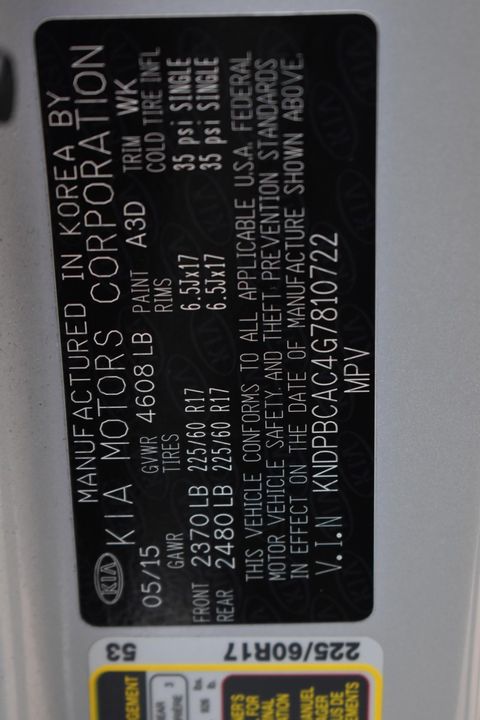 MANUFACTURED IN KOREA BY
KIA KIA MOTORS CORPORATION
05/15 GVWR 4608 LB PAINT A3D TRIM WK
GAWR TIRES RIMS COLD TIRE INFL
FRONT 2370 LB 225/60 R17 6.5Jx17 35 psi SINGLE
REAR 2480 LB 225/60 R17 6.5Jx17 35 psi SINGLE
THIS VEHICLE CONFORMS TO ALL APPLICABLE U.S.A. FEDERAL
MOTOR VEHICLE SAFETY, AND THEFT PREVENTION STANDARDS
IN EFFECT ON THE DATE OF MANUFACTURE SHOWN ABOVE.
V.I.N KNDPBCAC4G7810722
MPV
225/60R17
53